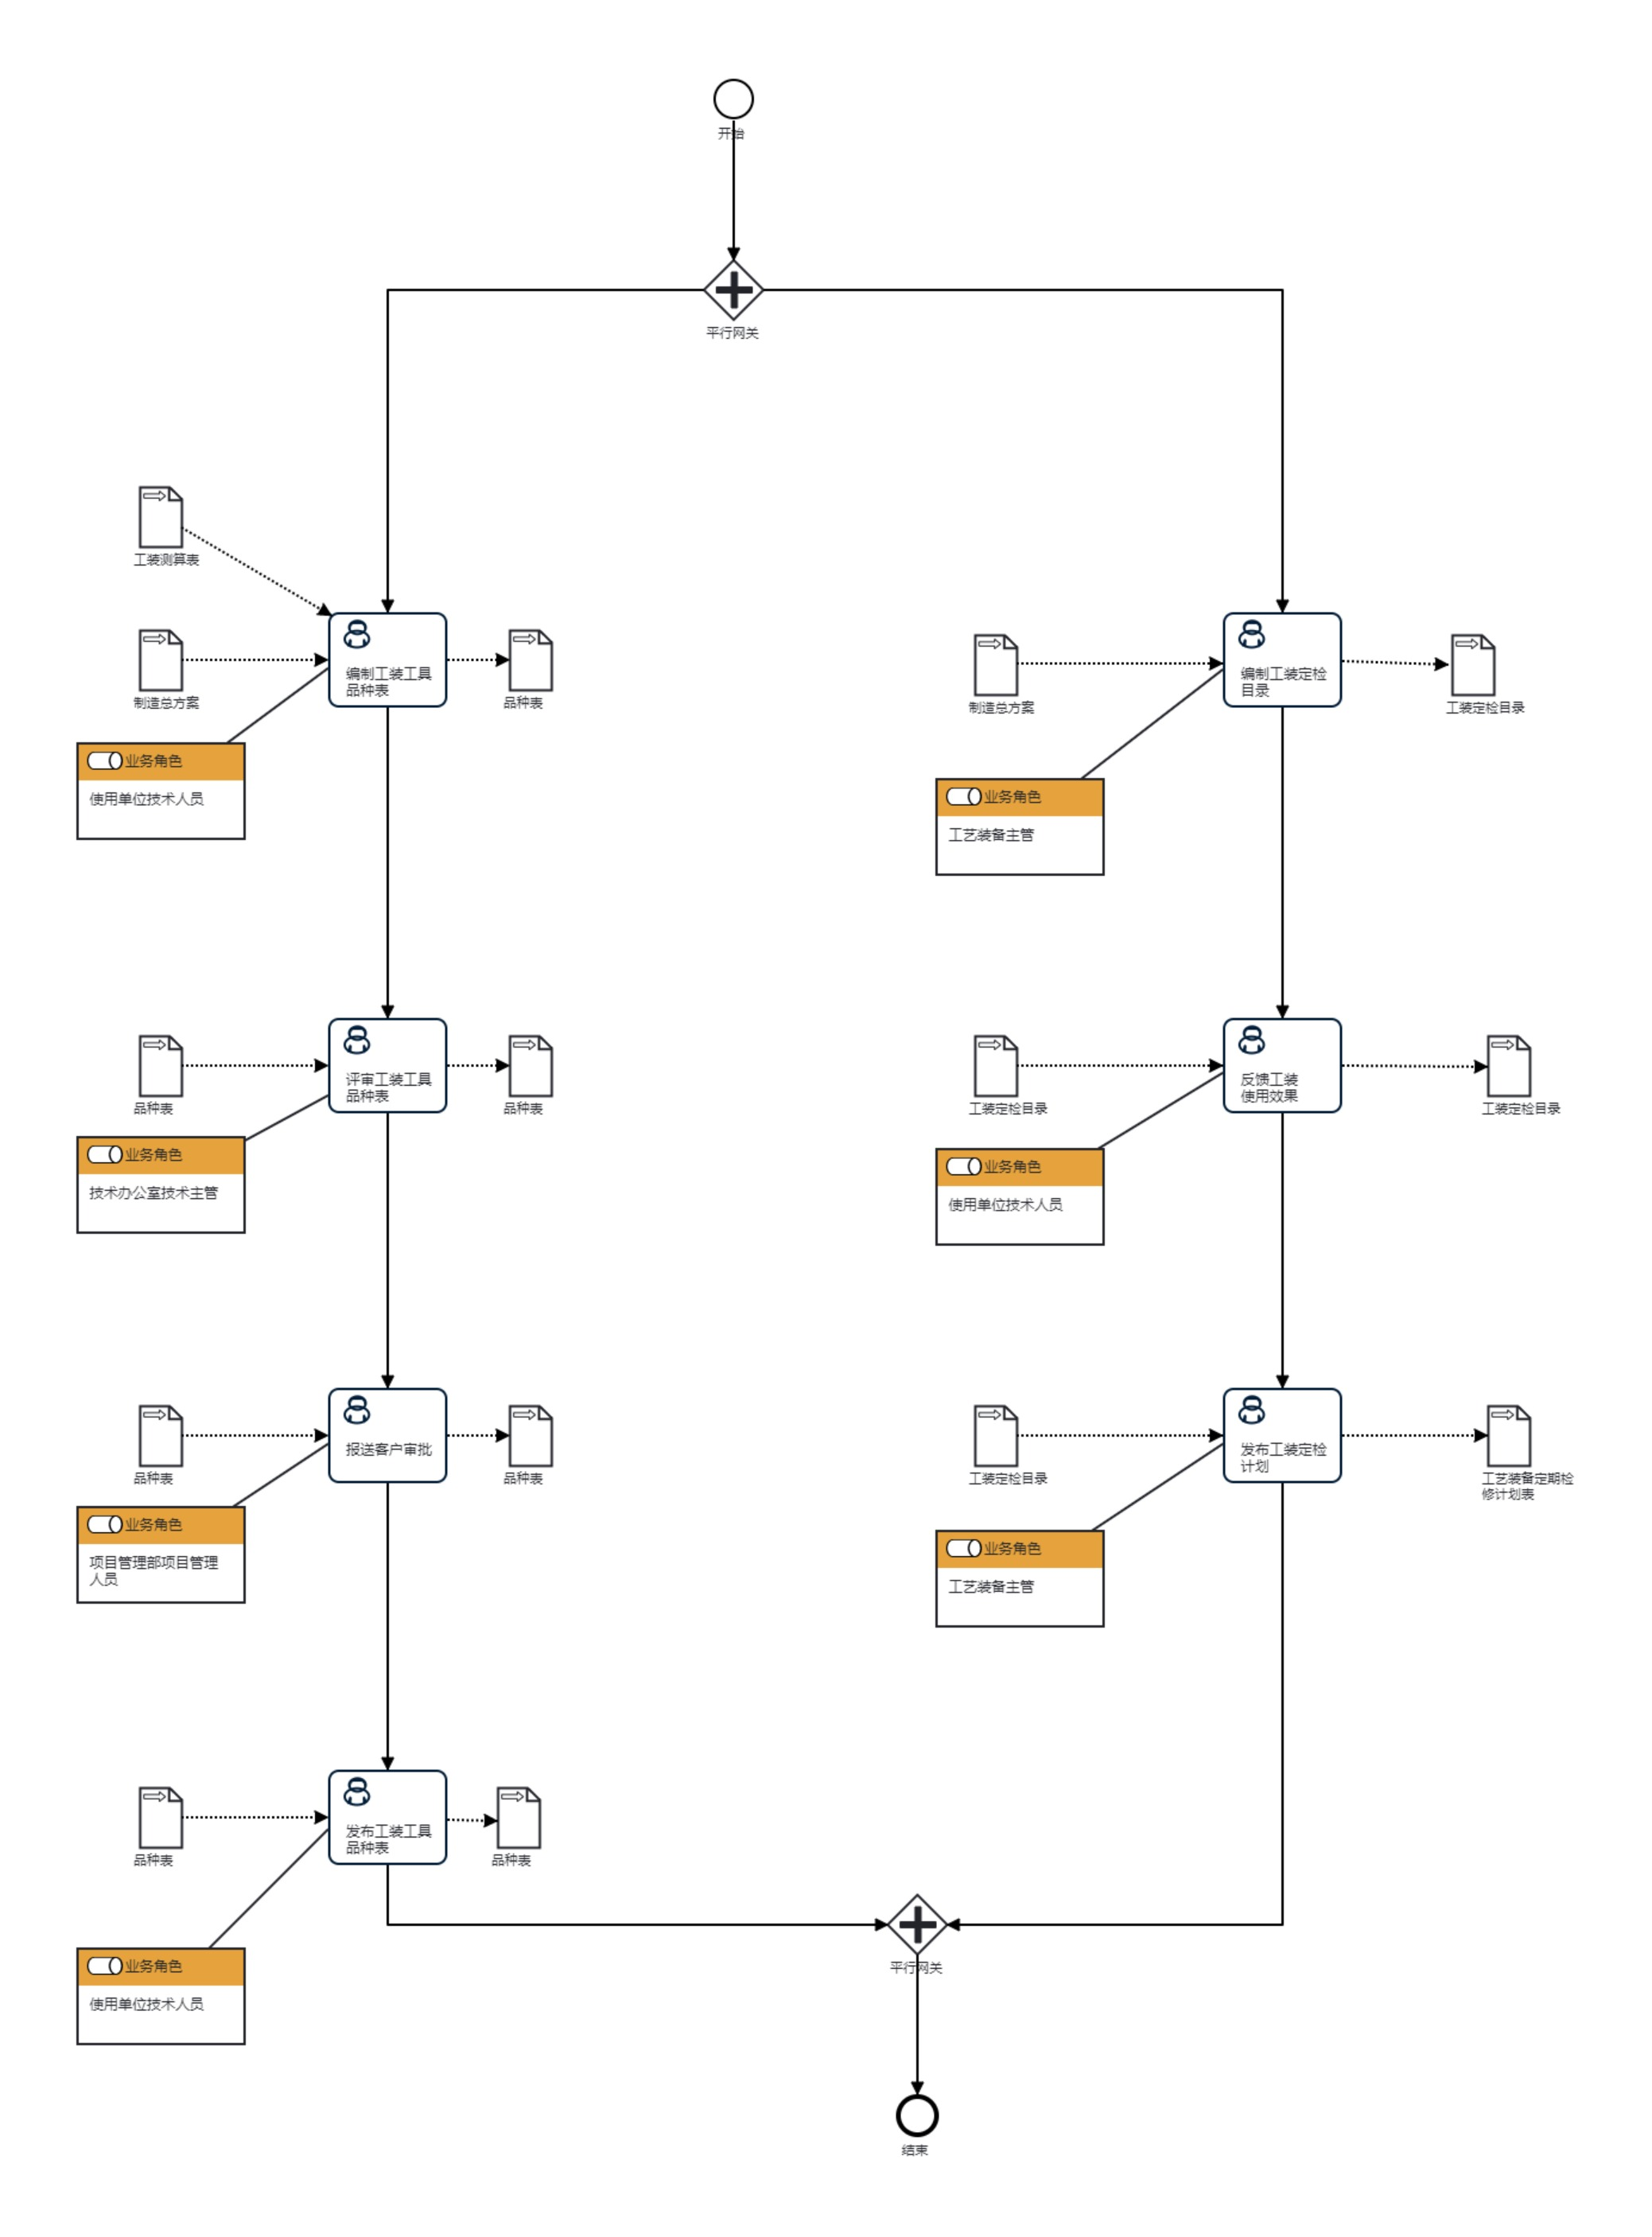 开始
平行网关
工装测算表
制造总方案
编制工装工具
品种表
品种表
业务角色
使用单位技术人员
制造总方案
编制工装定检
目录
工装定检目录
业务角色
工艺装备主管
品种表
评审工装工具
品种表
品种表
业务角色
技术办公室技术主管
工装定检目录
反馈工装
使用效果
工装定检目录
业务角色
使用单位技术人员
品种表
报送客户审批
品种表
业务角色
项目管理部项目管理
人员
工装定检目录
发布工装定检
计划
工艺装备定期检
修计划表
业务角色
工艺装备主管
品种表
发布工装工具
品种表
品种表
业务角色
使用单位技术人员
平行网关
结束